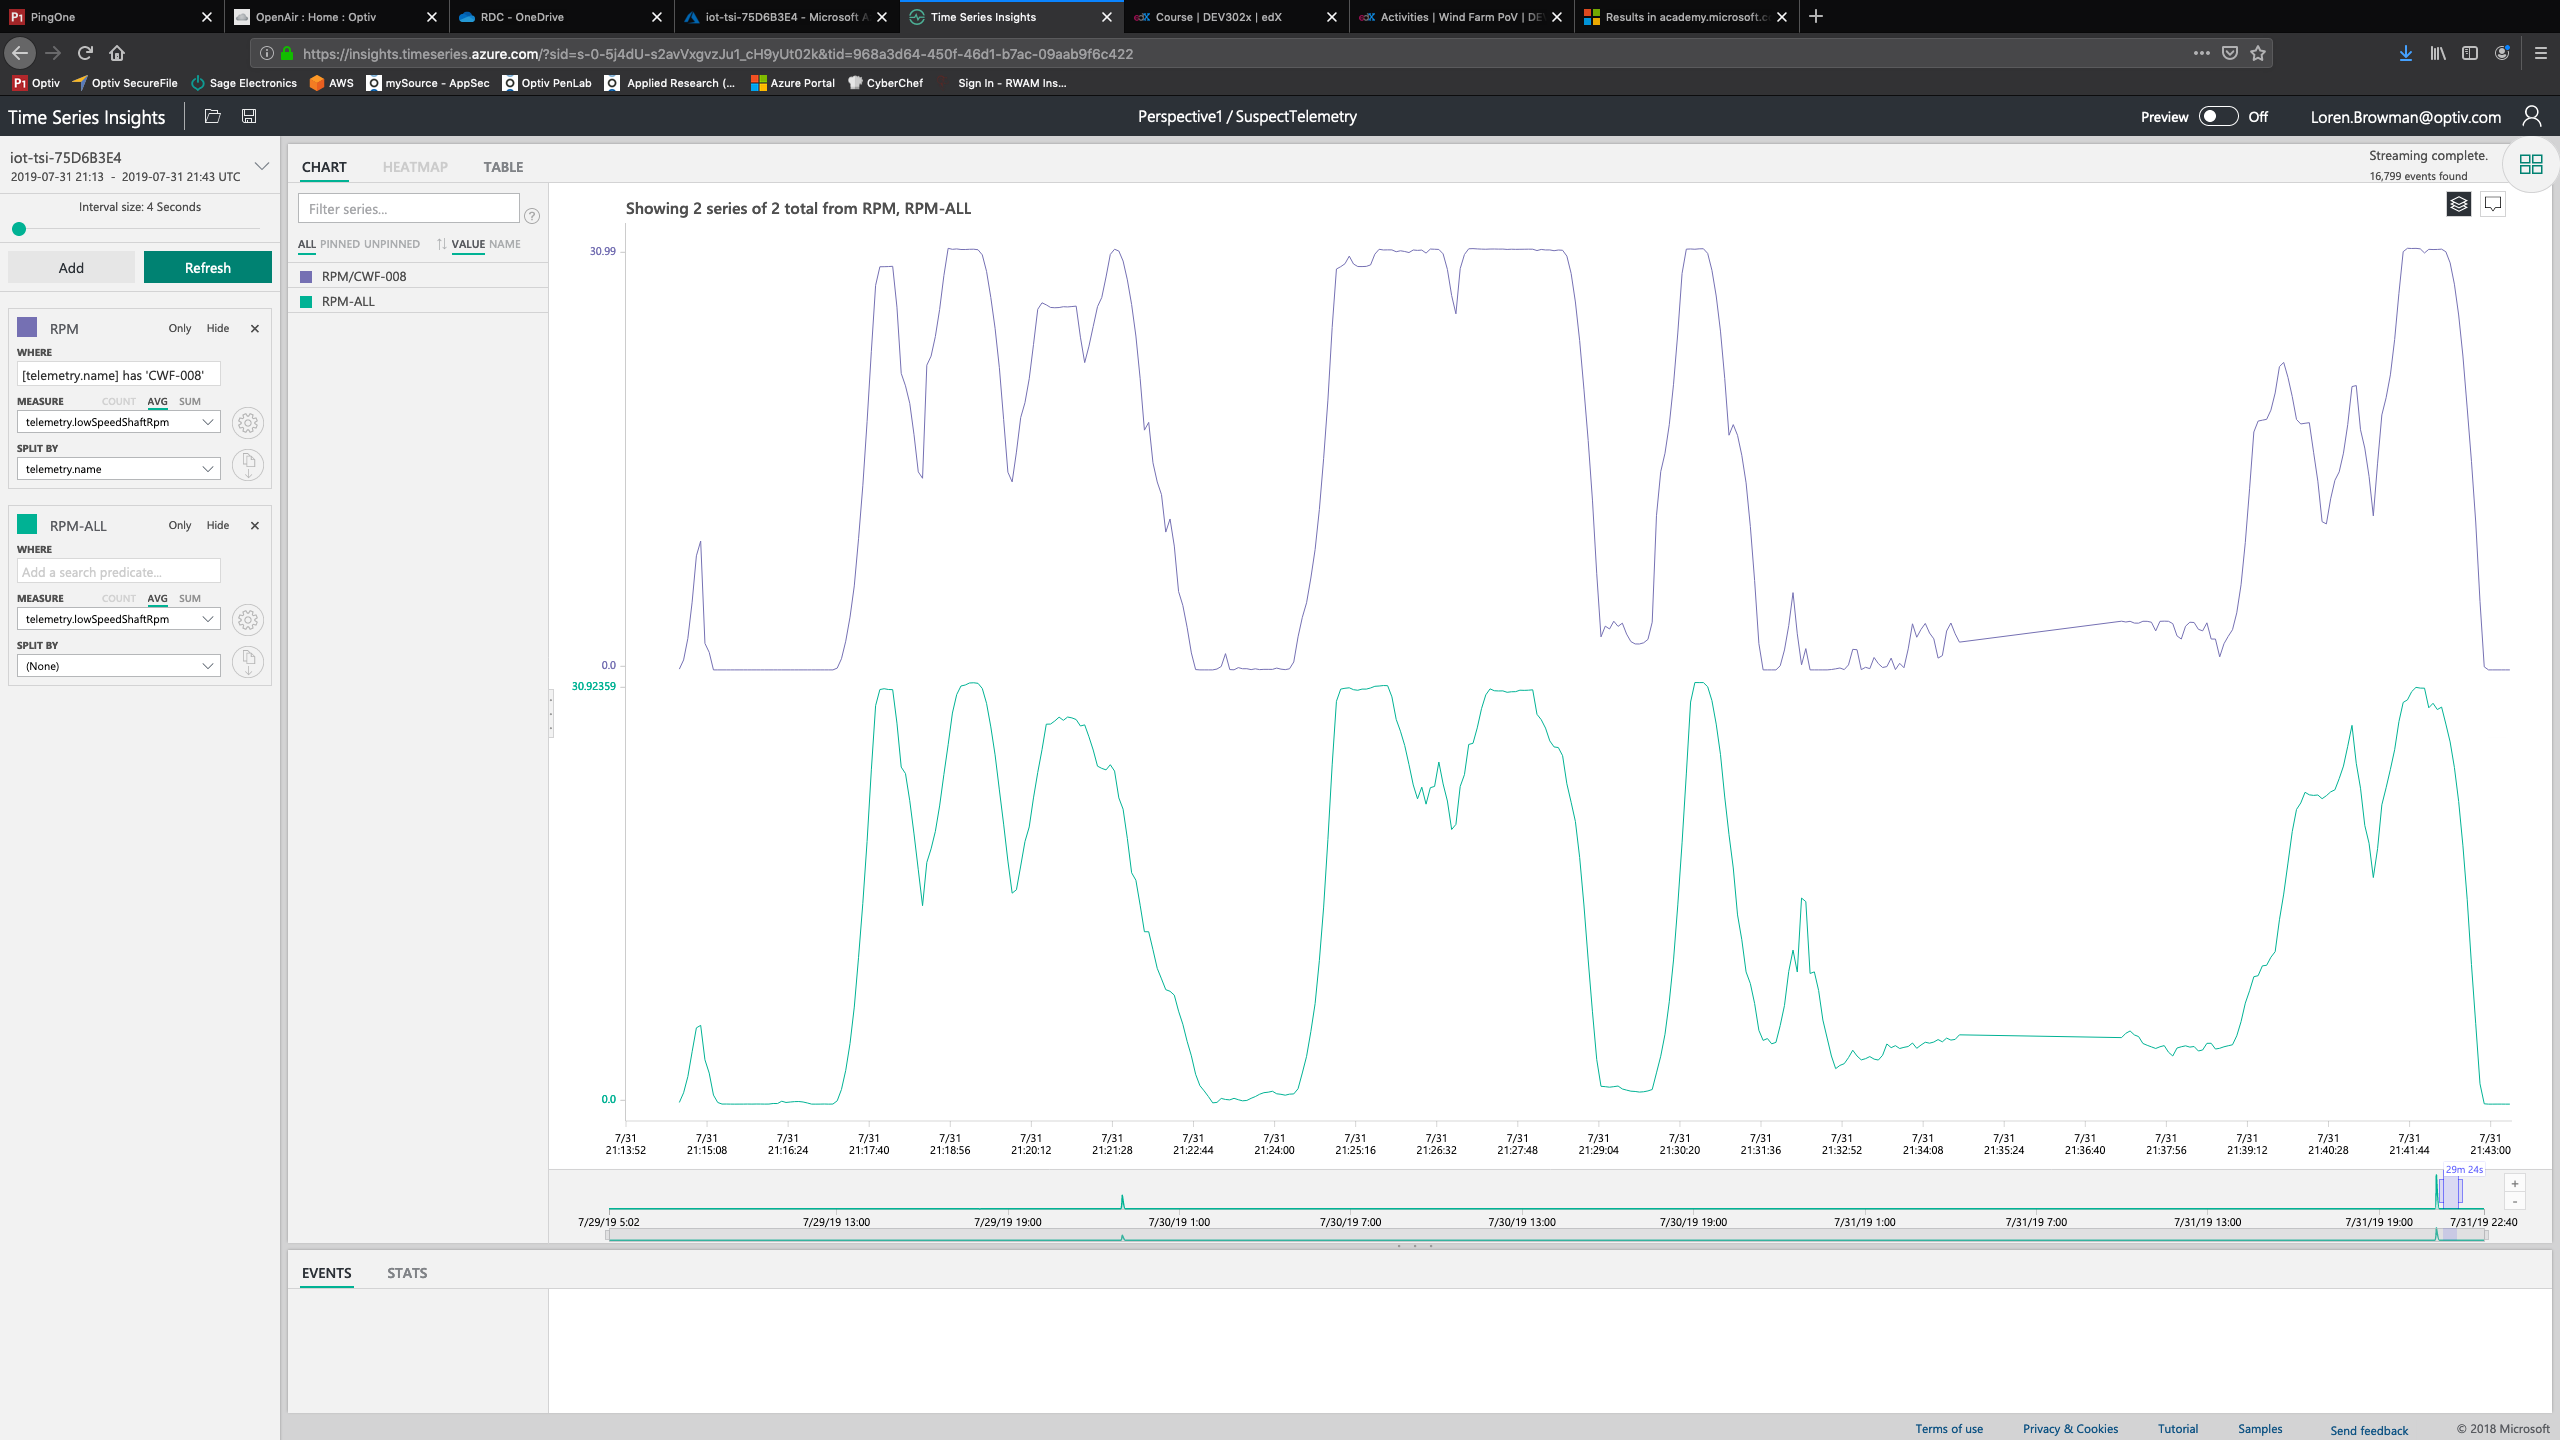 PingOne
OpenAir : Home : Optiv
RDC - OneDrive
iot-tsi-75D6B3E4 - Microsoft A
Time Series Insights
Course | DEV302x | edX
Activities | Wind Farm PoV | DE
Results in academy.microsoft.c
https://insights.timeseries.azure.com/?sid=s-0-5j4dU-s2avVxgvzJu1_cH9yUt02k&tid=968a3d64-450f-46d1-b7ac-09aab9f6c422
Optiv
Optiv SecureFile
Sage Electronics
AWS
mySource - AppSec
Optiv PenLab
Applied Research (...
Azure Portal
CyberChef
Sign In - RWAM Ins...
Time Series Insights
Perspective1 / SuspectTelemetry
Preview Off
Loren.Browman@optiv.com
iot-tsi-75D6B3E4
2019-07-31 21:13 - 2019-07-31 21:43 UTC
Interval size: 4 Seconds
Add Refresh
RPM Only Hide
WHERE
[telemetry.name] has 'CWF-008'
MEASURE COUNT AVG SUM
telemetry.lowSpeedShaftRpm
SPLIT BY
telemetry.name
RPM-ALL Only Hide
WHERE
Add a search predicate...
MEASURE COUNT AVG SUM
telemetry.lowSpeedShaftRpm
SPLIT BY
(None)
CHART HEATMAP TABLE
Streaming complete.
16,799 events found
Filter series...
ALL PINNED UNPINNED VALUE NAME
RPM/CWF-008
RPM-ALL
Showing 2 series of 2 total from RPM, RPM-ALL
30.99
0.0
30.92359
0.0
7/31 7/31 7/31 7/31 7/31 7/31 7/31 7/31 7/31 7/31 7/31 7/31 7/31 7/31 7/31 7/31 7/31 7/31 7/31 7/31 7/31 7/31 7/31 7/31
21:13:52 21:15:08 21:16:24 21:17:40 21:18:56 21:20:12 21:21:28 21:22:44 21:24:00 21:25:16 21:26:32 21:27:48 21:29:04 21:30:20 21:31:36 21:32:52 21:34:08 21:35:24 21:36:40 21:37:56 21:39:12 21:40:28 21:41:44 21:43:00
29m 24s
+
-
7/29/19 5:02 7/29/19 13:00 7/29/19 19:00 7/30/19 1:00 7/30/19 7:00 7/30/19 13:00 7/30/19 19:00 7/31/19 1:00 7/31/19 7:00 7/31/19 13:00 7/31/19 19:00 7/31/19 22:40
EVENTS STATS
Terms of use
Privacy & Cookies
Tutorial
Samples
Send feedback
© 2018 Microsoft